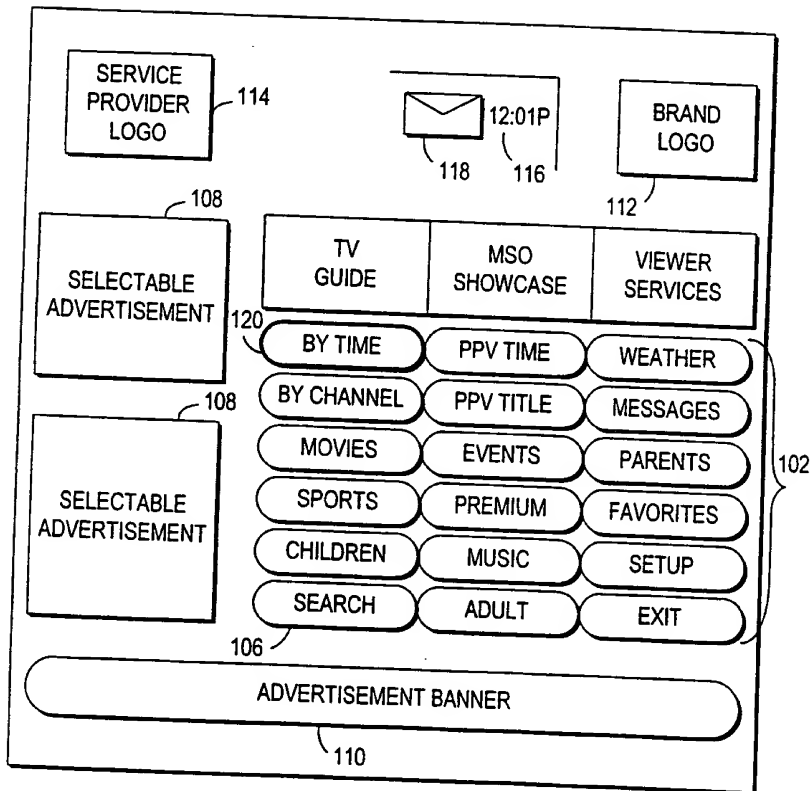 SERVICE
PROVIDER
LOGO
114
12:01P
118
116
BRAND
LOGO
112
108
SELECTABLE
ADVERTISEMENT
108
SELECTABLE
ADVERTISEMENT
TV
GUIDE
MSO
SHOWCASE
VIEWER
SERVICES
120
BY TIME
PPV TIME
WEATHER
BY CHANNEL
PPV TITLE
MESSAGES
MOVIES
EVENTS
PARENTS
102
SPORTS
PREMIUM
FAVORITES
CHILDREN
MUSIC
SETUP
SEARCH
ADULT
EXIT
106
ADVERTISEMENT BANNER
110
100